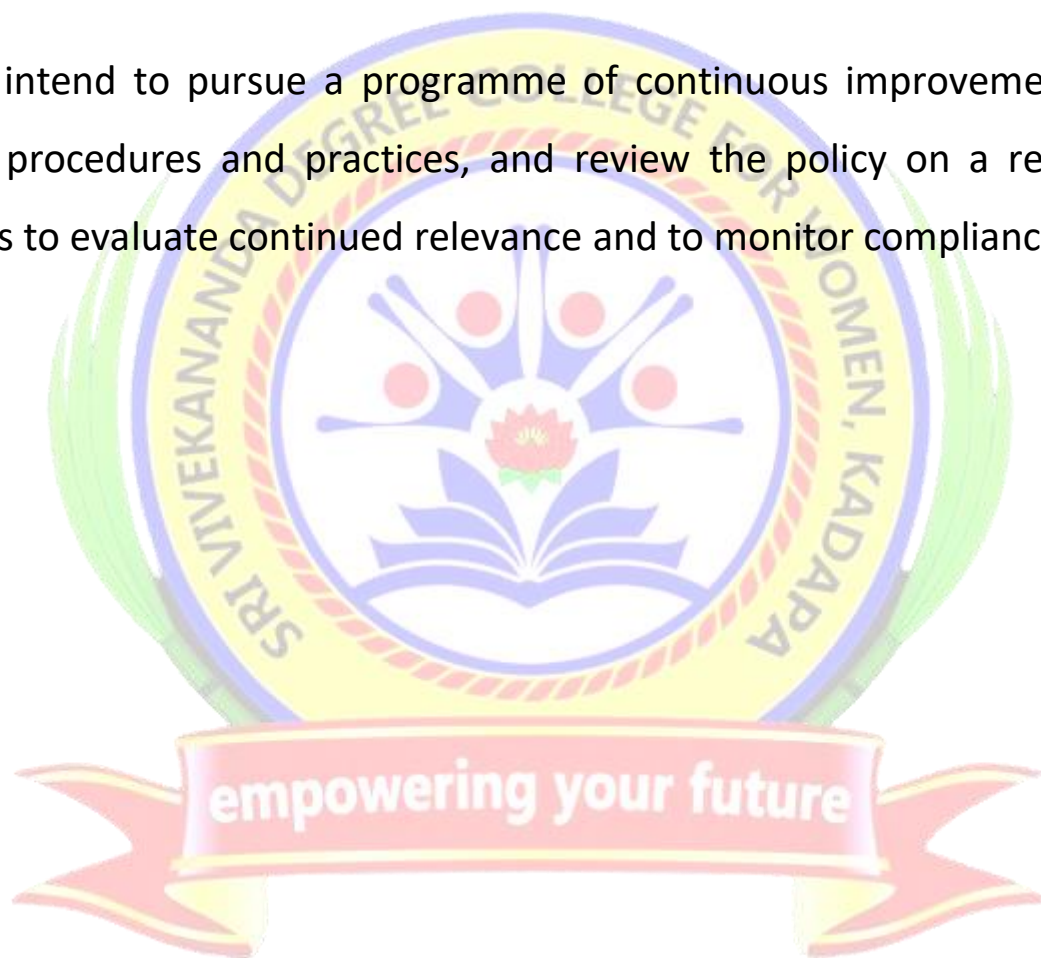 intend to pursue a programme of continuous improveme
procedures and practices, and review the policy on a re
s to evaluate continued relevance and to monitor complianc
SRI VIVEKANANDA DEGREE COLLEGE FOR WOMEN, KADAPA
empowering your future